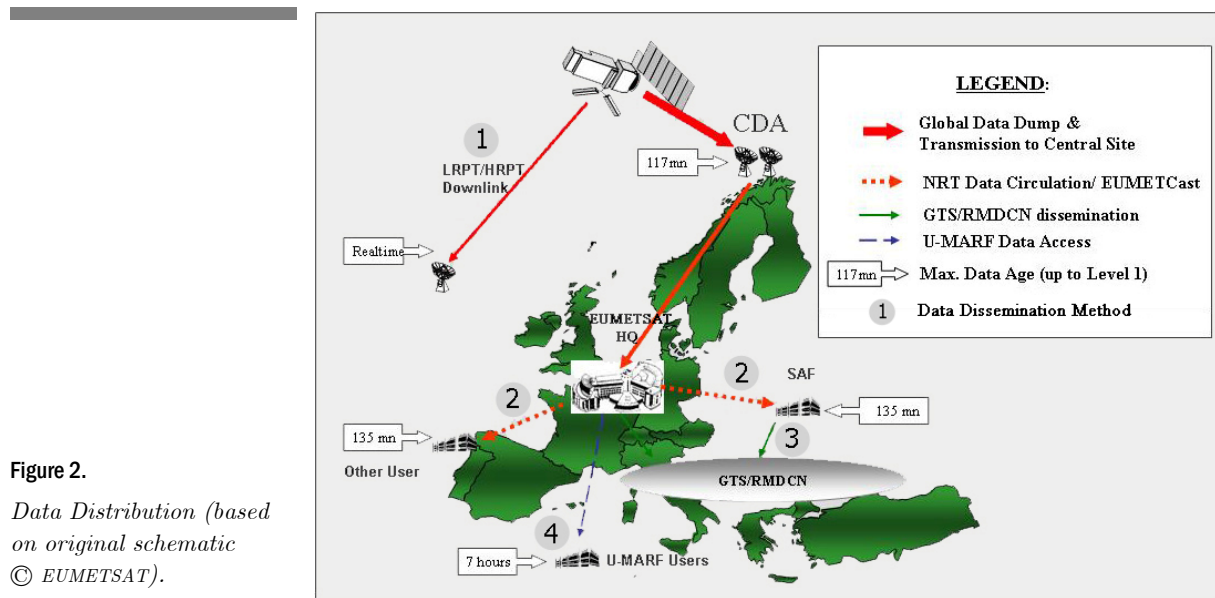 CDA
117mn
1
LRPT/HRPT
Downlink
Realtime
EUMETSAT
HQ
2
SAF
2
135 mn
135 mn
Other User
3
GTS/RMDCN
4
7 hours
U-MARF Users
LEGEND:
Global Data Dump &
Transmission to Central Site
NRT Data Circulation/ EUMETCast
GTS/RMDCN dissemination
U-MARF Data Access
117mn
Max. Data Age (up to Level 1)
1
Data Dissemination Method
Figure 2.
Data Distribution (based
on original schematic
© EUMETSAT).